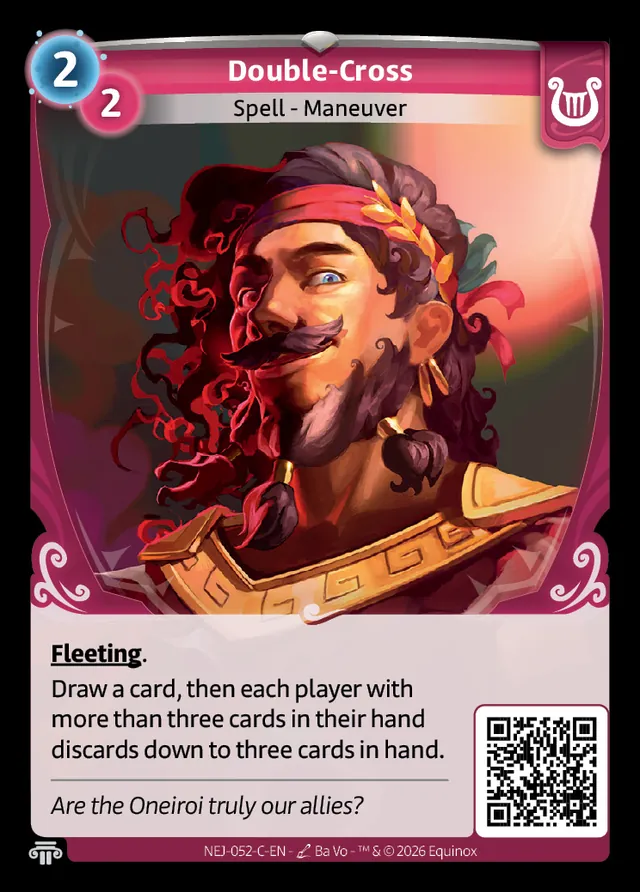 2
Double-Cross
2
Spell - Maneuver
Fleeting.
Draw a card, then each player with
more than three cards in their hand
discards down to three cards in hand.
Are the Oneiroi truly our allies?
NEJ-052-C-EN - Ba Vo - ™ & © 2026 Equinox